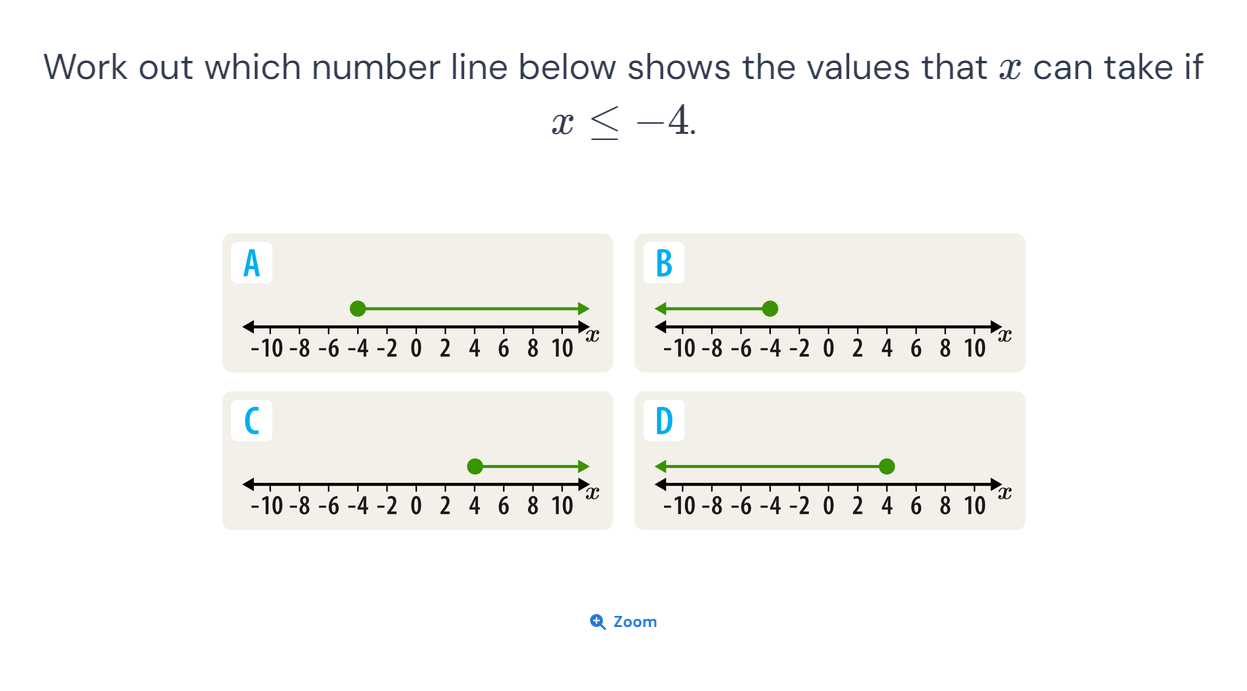 Work out which number line below shows the values that x can take if
x ≤ −4.
A
B
x
-10 -8 -6 -4 -2 0 2 4 6 8 10
x
-10 -8 -6 -4 -2 0 2 4 6 8 10
C
D
x
-10 -8 -6 -4 -2 0 2 4 6 8 10
x
-10 -8 -6 -4 -2 0 2 4 6 8 10
Zoom